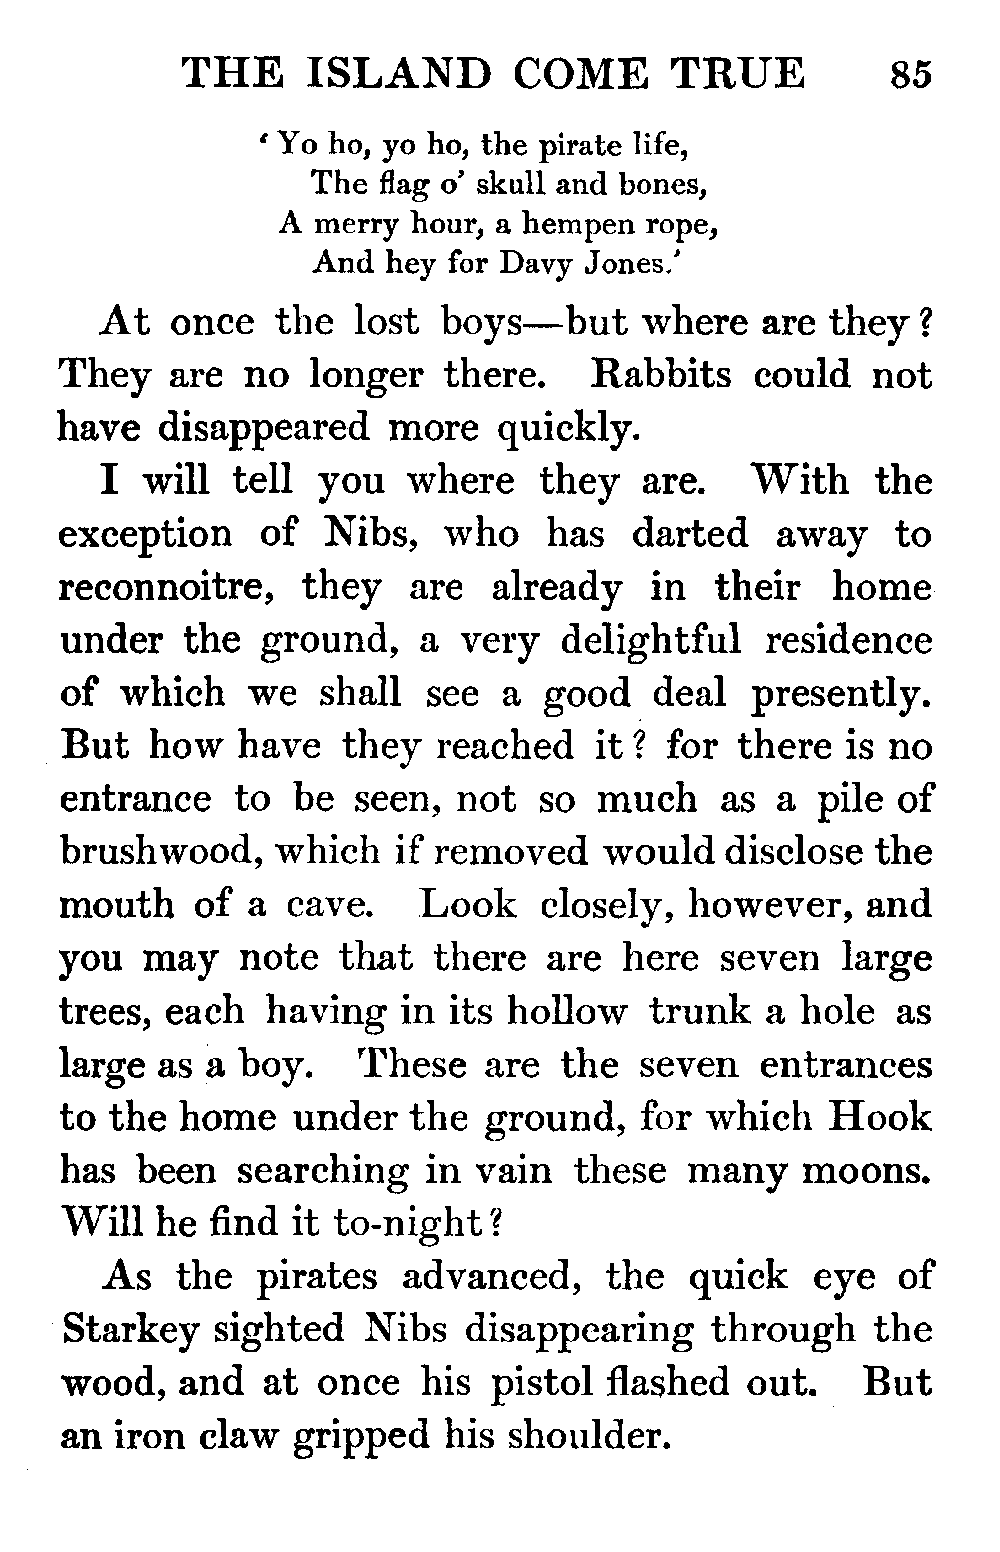 THE ISLAND COME TRUE 85
‘Yo ho, yo ho, the pirate life,
The flag o’ skull and bones,
A merry hour, a hempen rope,
And hey for Davy Jones.’
At once the lost boys—but where are they?
They are no longer there. Rabbits could not
have disappeared more quickly.
I will tell you where they are. With the
exception of Nibs, who has darted away to
reconnoitre, they are already in their home
under the ground, a very delightful residence
of which we shall see a good deal presently.
But how have they reached it? for there is no
entrance to be seen, not so much as a pile of
brushwood, which if removed would disclose the
mouth of a cave. Look closely, however, and
you may note that there are here seven large
trees, each having in its hollow trunk a hole as
large as a boy. These are the seven entrances
to the home under the ground, for which Hook
has been searching in vain these many moons.
Will he find it to-night?
As the pirates advanced, the quick eye of
Starkey sighted Nibs disappearing through the
wood, and at once his pistol flashed out. But
an iron claw gripped his shoulder.